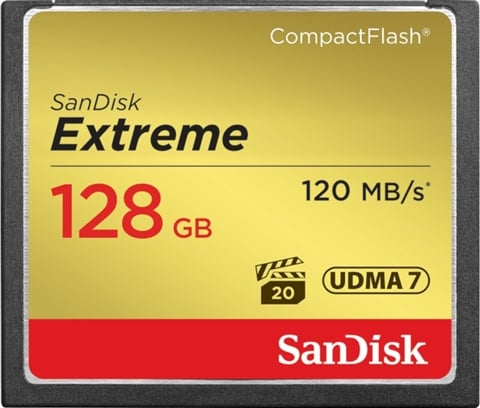 CompactFlash®
SanDisk
Extreme
120 MB/s*
128 GB
20
UDMA 7
SanDisk